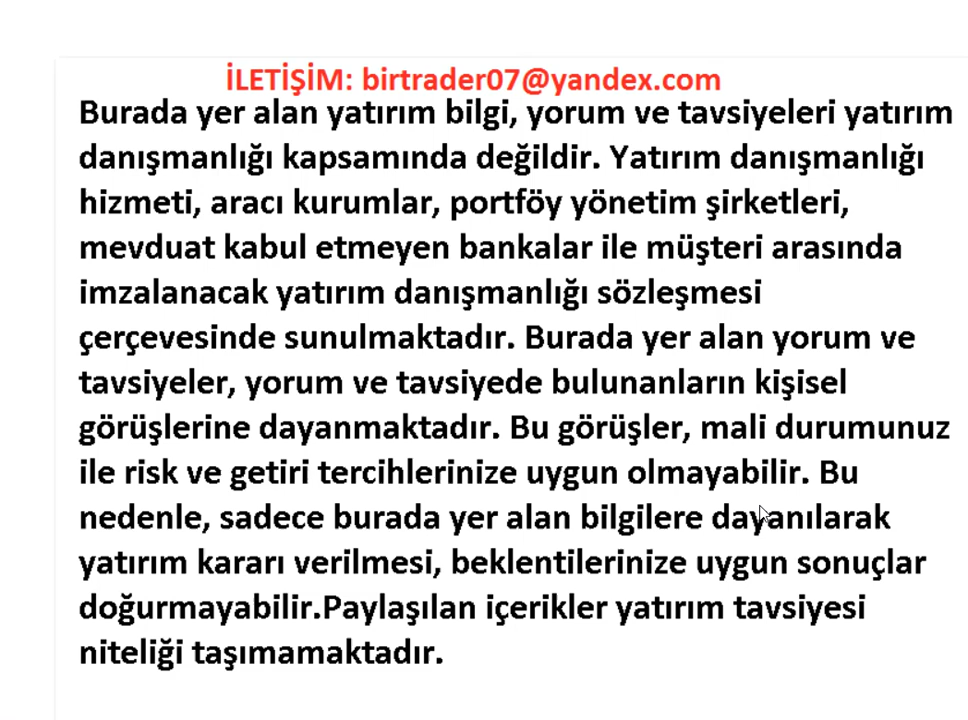 İLETİŞİM: birtrader07@yandex.com
Burada yer alan yatırım bilgi, yorum ve tavsiyeleri yatırım
danışmanlığı kapsamında değildir. Yatırım danışmanlığı
hizmeti, aracı kurumlar, portföy yönetim şirketleri,
mevduat kabul etmeyen bankalar ile müşteri arasında
imzalanacak yatırım danışmanlığı sözleşmesi
çerçevesinde sunulmaktadır. Burada yer alan yorum ve
tavsiyeler, yorum ve tavsiyede bulunanların kişisel
görüşlerine dayanmaktadır. Bu görüşler, mali durumunuz
ile risk ve getiri tercihlerinize uygun olmayabilir. Bu
nedenle, sadece burada yer alan bilgilere dayanılarak
yatırım kararı verilmesi, beklentilerinize uygun sonuçlar
doğurmayabilir.Paylaşılan içerikler yatırım tavsiyesi
niteliği taşımamaktadır.